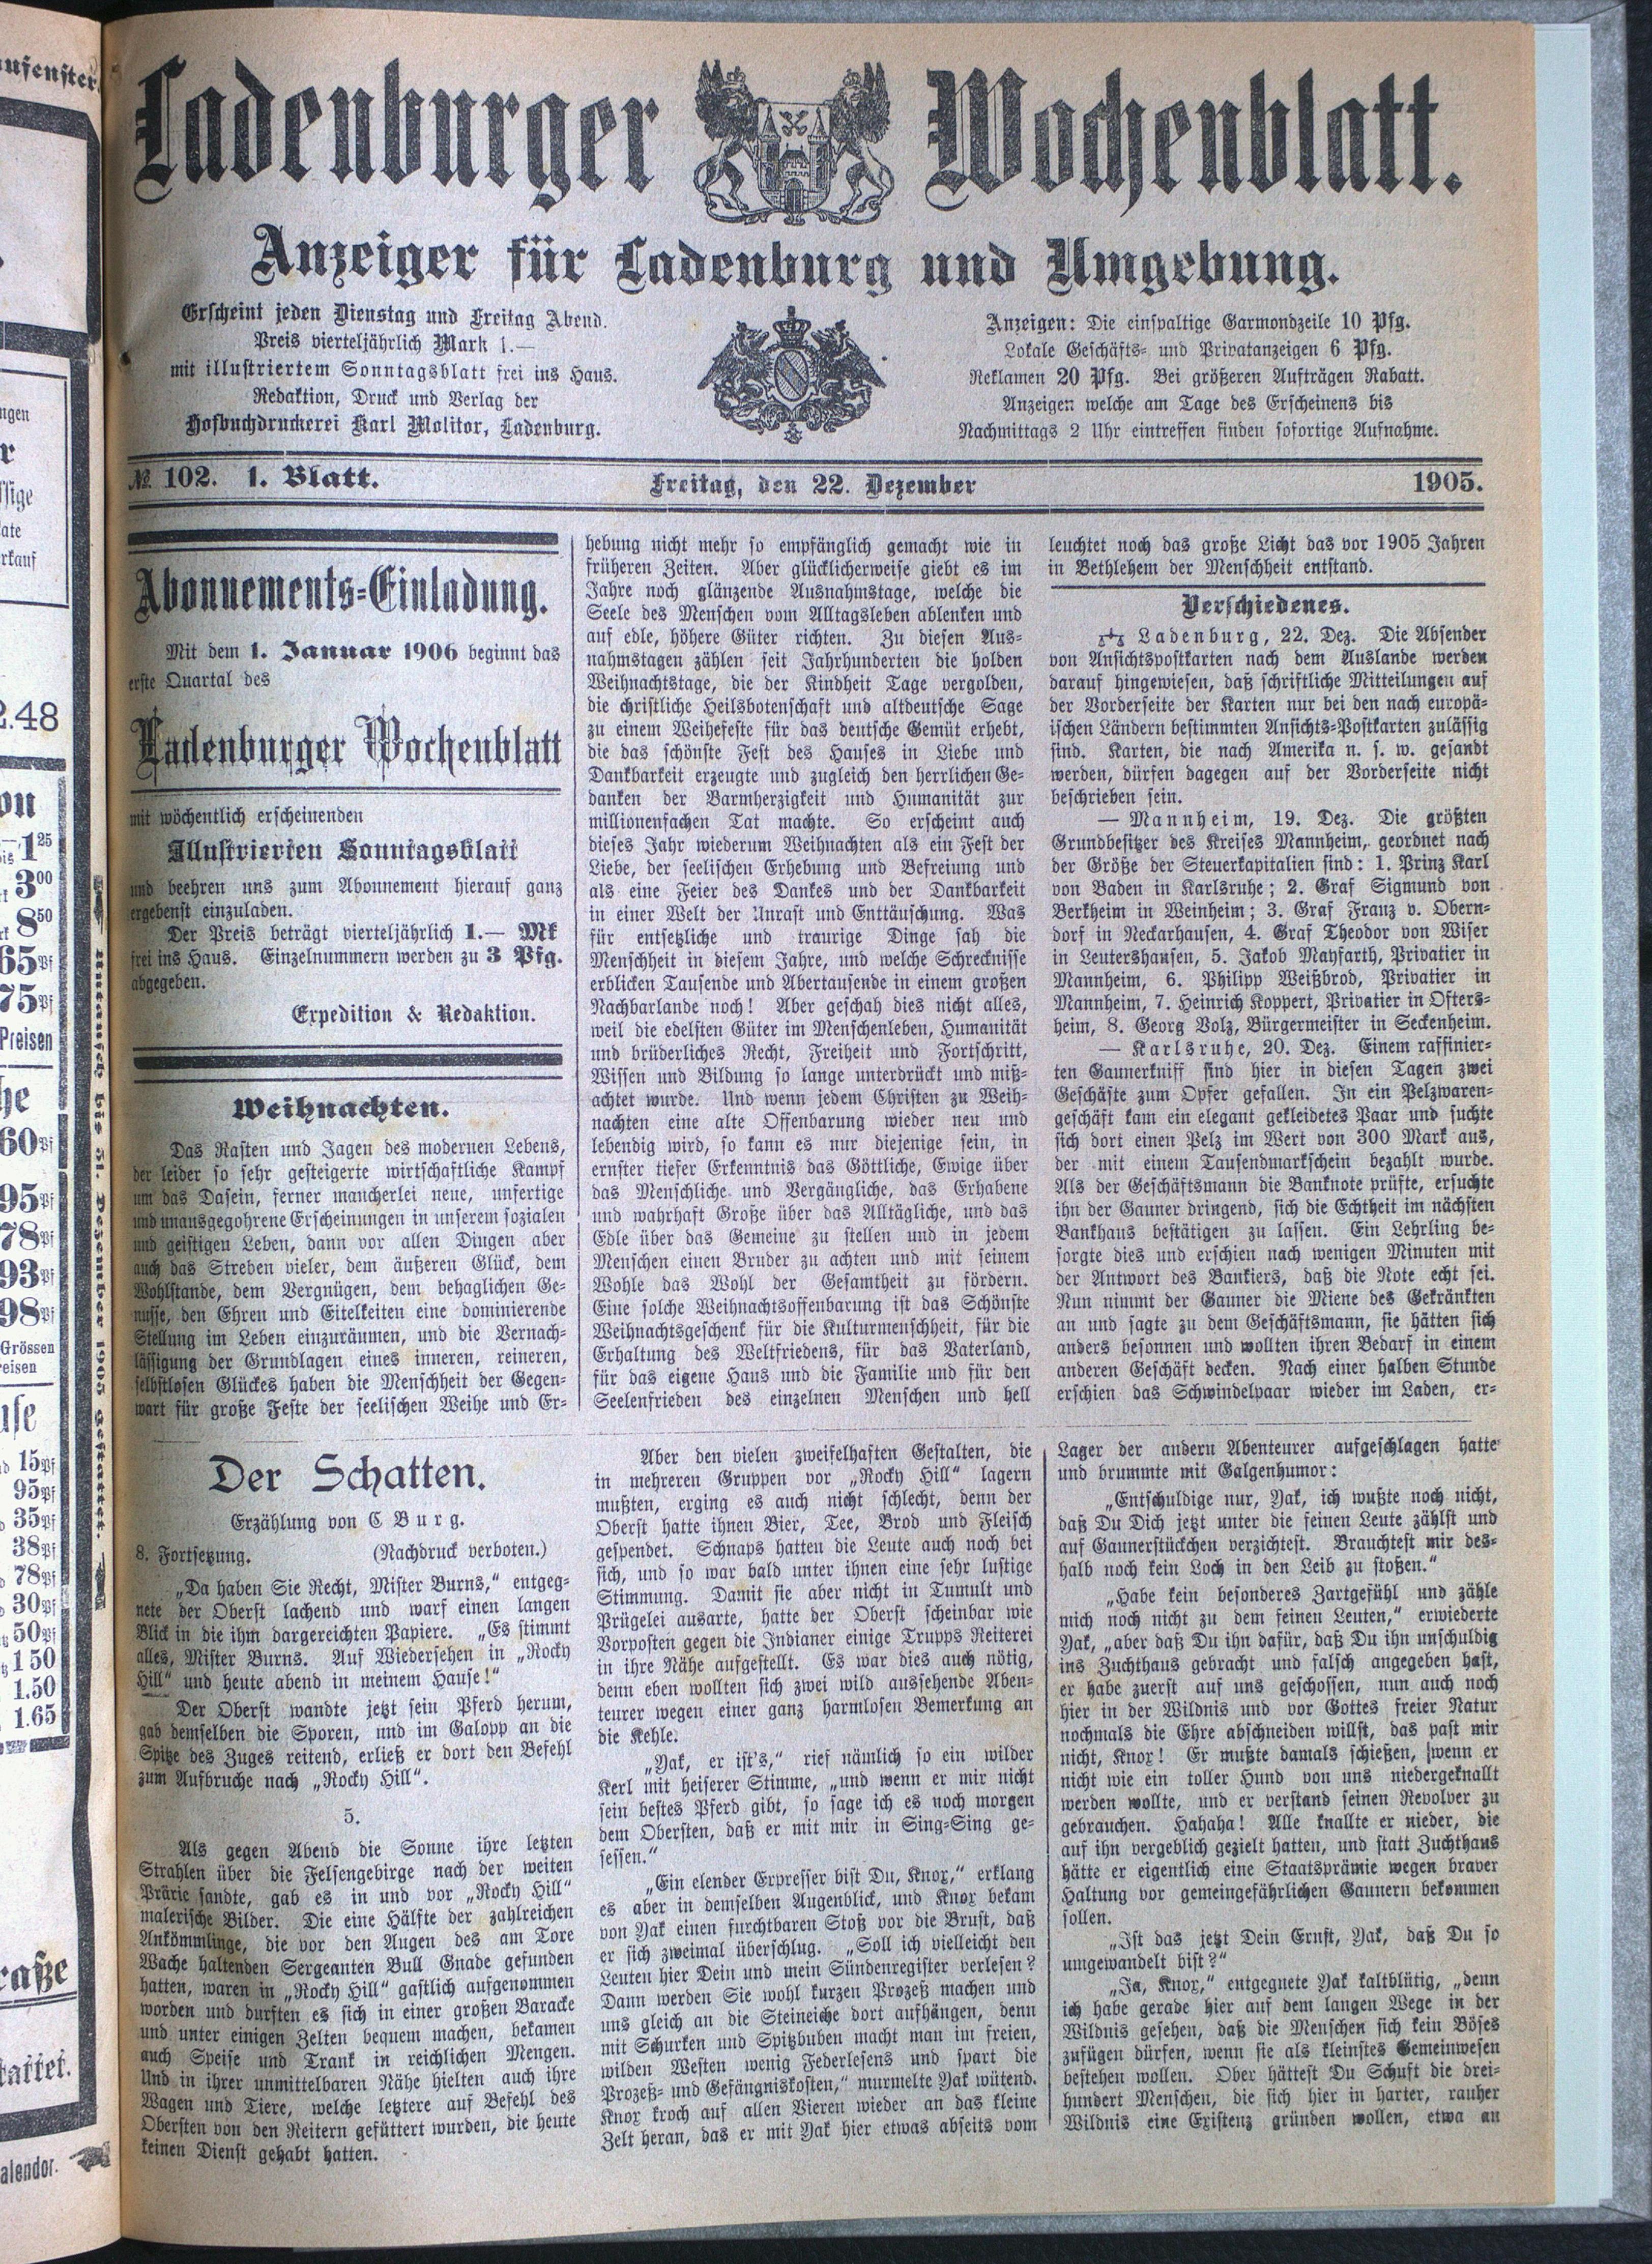 Ladenburger Wochenblatt.
Anzeiger für Ladenburg und Umgebung.
Erscheint jeden Dienstag und Freitag Abend.
Preis vierteljährlich Mark 1.—
mit illustriertem Sonntagsblatt frei ins Haus.
Redaktion, Druck und Verlag der
Hofbuchdruckerei Karl Molitor, Ladenburg.
Anzeigen: Die einspaltige Garmondzeile 10 Pfg.
Lokale Geschäfts- und Privatanzeigen 6 Pfg.
Reklamen 20 Pfg. Bei größeren Aufträgen Rabatt.
Anzeigen welche am Tage des Erscheinens bis
Nachmittags 2 Uhr eintreffen finden sofortige Aufnahme.
№ 102. 1. Blatt. Freitag, den 22. Dezember 1905.
Abonnements-Einladung.
Mit dem 1. Januar 1906 beginnt das
erste Quartal des
Ladenburger Wochenblatt
mit wöchentlich erscheinenden
Illustrierten Sonntagsblatt
und beehren uns zum Abonnement hierauf ganz
ergebenst einzuladen.
Der Preis beträgt vierteljährlich 1.— Mk
frei ins Haus. Einzelnummern werden zu 3 Pfg.
abgegeben.
Expedition & Redaktion.
Weihnachten.
Das Rasten und Jagen des modernen Lebens,
der leider so sehr gesteigerte wirtschaftliche Kampf
um das Dasein, ferner mancherlei neue, unfertige
und unausgegohrene Erscheinungen in unserem sozialen
und geistigen Leben, dann vor allen Dingen aber
auch das Streben vieler, dem äußeren Glück, dem
Wohlstande, dem Vergnügen, dem behaglichen Ge-
nusse, den Ehren und Eitelkeiten eine dominierende
Stellung im Leben einzuräumen, und die Vernach-
lässigung der Grundlagen eines inneren, reineren,
selbstlosen Glückes haben die Menschheit der Gegen-
wart für große Feste der seelischen Weihe und Er-
hebung nicht mehr so empfänglich gemacht wie in
früheren Zeiten. Aber glücklicherweise giebt es im
Jahre noch glänzende Ausnahmstage, welche die
Seele des Menschen vom Alltagsleben ablenken und
auf edle, höhere Güter richten. Zu diesen Aus-
nahmstagen zählen seit Jahrhunderten die holden
Weihnachtstage, die der Kindheit Tage vergolden,
die christliche Heilsbotenschaft und altdeutsche Sage
zu einem Weihefeste für das deutsche Gemüt erhebt,
die das schönste Fest des Hauses in Liebe und
Dankbarkeit erzeugte und zugleich den herrlichen Ge-
danken der Barmherzigkeit und Humanität zur
millionenfachen Tat machte. So erscheint auch
dieses Jahr wiederum Weihnachten als ein Fest der
Liebe, der seelischen Erhebung und Befreiung und
als eine Feier des Dankes und der Dankbarkeit
in einer Welt der Unrast und Enttäuschung. Was
für entsetzliche und traurige Dinge sah die
Menschheit in diesem Jahre, und welche Schrecknisse
erblicken Tausende und Abertausende in einem großen
Nachbarlande noch! Aber geschah dies nicht alles,
weil die edelsten Güter im Menschenleben, Humanität
und brüderliches Recht, Freiheit und Fortschritt,
Wissen und Bildung so lange unterdrückt und miß-
achtet wurde. Und wenn jedem Christen zu Weih-
nachten eine alte Offenbarung wieder neu und
lebendig wird, so kann es nur diejenige sein, in
ernster tiefer Erkenntnis das Göttliche, Ewige über
das Menschliche und Vergängliche, das Erhabene
und wahrhaft Große über das Alltägliche, und das
Edle über das Gemeine zu stellen und in jedem
Menschen einen Bruder zu achten und mit seinem
Wohle das Wohl der Gesamtheit zu fördern.
Eine solche Weihnachtsoffenbarung ist das Schönste
Weihnachtsgeschenk für die Kulturmenschheit, für die
Erhaltung des Weltfriedens, für das Vaterland,
für das eigene Haus und die Familie und für den
Seelenfrieden des einzelnen Menschen und hell
leuchtet noch das große Licht das vor 1905 Jahren
in Bethlehem der Menschheit entstand.
Verschiedenes.
Ladenburg, 22. Dez. Die Absender
von Ansichtspostkarten nach dem Auslande werden
darauf hingewiesen, daß schriftliche Mitteilungen auf
der Vorderseite der Karten nur bei den nach europä-
ischen Ländern bestimmten Ansichts-Postkarten zulässig
sind. Karten, die nach Amerika n. s. w. gesandt
werden, dürfen dagegen auf der Vorderseite nicht
beschrieben sein.
— Mannheim, 19. Dez. Die größten
Grundbesitzer des Kreises Mannheim, geordnet nach
der Größe der Steuerkapitalien sind: 1. Prinz Karl
von Baden in Karlsruhe; 2. Graf Sigmund von
Berkheim in Weinheim; 3. Graf Franz v. Obern-
dorf in Neckarhausen, 4. Graf Theodor von Wiser
in Leutershausen, 5. Jakob Mayfarth, Privatier in
Mannheim, 6. Philipp Weißbrod, Privatier in
Mannheim, 7. Heinrich Koppert, Privatier in Ofters-
heim, 8. Georg Volz, Bürgermeister in Seckenheim.
— Karlsruhe, 20. Dez. Einem raffinier-
ten Gaunerkniff sind hier in diesen Tagen zwei
Geschäfte zum Opfer gefallen. In ein Pelzwaren-
geschäft kam ein elegant gekleidetes Paar und suchte
sich dort einen Pelz im Wert von 300 Mark aus,
der mit einem Tausendmarkschein bezahlt wurde.
Als der Geschäftsmann die Banknote prüfte, ersuchte
ihn der Gauner dringend, sich die Echtheit im nächsten
Bankhaus bestätigen zu lassen. Ein Lehrling be-
sorgte dies und erschien nach wenigen Minuten mit
der Antwort des Bankiers, daß die Note echt sei.
Nun nimmt der Gauner die Miene des Gekränkten
an und sagte zu dem Geschäftsmann, sie hätten sich
anders besonnen und wollten ihren Bedarf in einem
anderen Geschäft decken. Nach einer halben Stunde
erschien das Schwindelpaar wieder im Laden, er-
Der Schatten.
Erzählung von C Burg.
8. Fortsetzung. (Nachdruck verboten.)
„Da haben Sie Recht, Mister Burns,“ entgeg-
nete der Oberst lachend und warf einen langen
Blick in die ihm dargereichten Papiere. „Es stimmt
alles, Mister Burns. Auf Wiedersehen in „Rocky
Hill“ und heute abend in meinem Hause!“
Der Oberst wandte jetzt sein Pferd herum,
gab demselben die Sporen, und im Galopp an die
Spitze des Zuges reitend, erließ er dort den Befehl
zum Aufbruche nach „Rocky Hill“.
5.
Als gegen Abend die Sonne ihre letzten
Strahlen über die Felsengebirge nach der weiten
Prärie sandte, gab es in und vor „Rocky Hill“
malerische Bilder. Die eine Hälfte der zahlreichen
Ankömmlinge, die vor den Augen des am Tore
Wache haltenden Sergeanten Bull Gnade gefunden
hatten, waren in „Rocky Hill“ gastlich aufgenommen
worden und durften es sich in einer großen Baracke
und unter einigen Zelten bequem machen, bekamen
auch Speise und Trank in reichlichen Mengen.
Und in ihrer unmittelbaren Nähe hielten auch ihre
Wagen und Tiere, welche letztere auf Befehl des
Obersten von den Reitern gefüttert wurden, die heute
keinen Dienst gehabt hatten.
Aber den vielen zweifelhaften Gestalten, die
in mehreren Gruppen vor „Rocky Hill“ lagern
mußten, erging es auch nicht schlecht, denn der
Oberst hatte ihnen Bier, Tee, Brod und Fleisch
gespendet. Schnaps hatten die Leute auch noch bei
sich, und so war bald unter ihnen eine sehr lustige
Stimmung. Damit sie aber nicht in Tumult und
Prügelei ausarte, hatte der Oberst scheinbar wie
Vorposten gegen die Indianer einige Trupps Reiterei
in ihre Nähe aufgestellt. Es war dies auch nötig,
denn eben wollten sich zwei wild aussehende Aben-
teurer wegen einer ganz harmlosen Bemerkung an
die Kehle.
„Yak, er ist's,“ rief nämlich so ein wilder
Kerl mit heiserer Stimme, „und wenn er mir nicht
sein bestes Pferd gibt, so sage ich es noch morgen
dem Obersten, daß er mit mir in Sing-Sing ge-
sessen.“
„Ein elender Erpresser bist Du, Knox,“ erklang
es aber in demselben Augenblick, und Knox bekam
von Yak einen furchtbaren Stoß vor die Brust, daß
er sich zweimal überschlug. „Soll ich vielleicht den
Leuten hier Dein und mein Sündenregister verlesen?
Dann werden Sie wohl kurzen Prozeß machen und
uns gleich an die Steineiche dort aufhängen, denn
mit Schurken und Spitzbuben macht man im freien,
wilden Westen wenig Federlesens und spart die
Prozeß- und Gefängniskosten,“ murmelte Yak wütend.
Knox kroch auf allen Vieren wieder an das kleine
Zelt heran, das er mit Yak hier etwas abseits vom
Lager der andern Abenteurer aufgeschlagen hatte
und brummte mit Galgenhumor:
„Entschuldige nur, Yak, ich wußte noch nicht,
daß Du Dich jetzt unter die feinen Leute zählst und
auf Gaunerstückchen verzichtest. Brauchtest mir des-
halb noch kein Loch in den Leib zu stoßen.“
„Habe kein besonderes Zartgefühl und zähle
mich noch nicht zu dem feinen Leuten,“ erwiederte
Yak, „aber daß Du ihn dafür, daß Du ihn unschuldig
ins Zuchthaus gebracht und falsch angegeben hast,
er habe zuerst auf uns geschossen, nun auch noch
hier in der Wildnis und vor Gottes freier Natur
nochmals die Ehre abschneiden willst, das past mir
nicht, Knox! Er mußte damals schießen, wenn er
nicht wie ein toller Hund von uns niedergeknallt
werden wollte, und er verstand seinen Revolver zu
gebrauchen. Hahaha! Alle knallte er nieder, die
auf ihn vergeblich gezielt hatten, und statt Zuchthaus
hätte er eigentlich eine Staatsprämie wegen braver
Haltung vor gemeingefährlichen Gaunern bekommen
sollen.
„Ist das jetzt Dein Ernst, Yak, daß Du so
umgewandelt bist?“
„Ja, Knox,“ entgegnete Yak kaltblütig, „denn
ich habe gerade hier auf dem langen Wege in der
Wildnis gesehen, daß die Menschen sich kein Böses
zufügen dürfen, wenn sie als kleinstes Gemeinwesen
bestehen wollen. Ober hättest Du Schuft die drei-
hundert Menschen, die sich hier in harter, rauher
Wildnis eine Existenz gründen wollen, etwa an